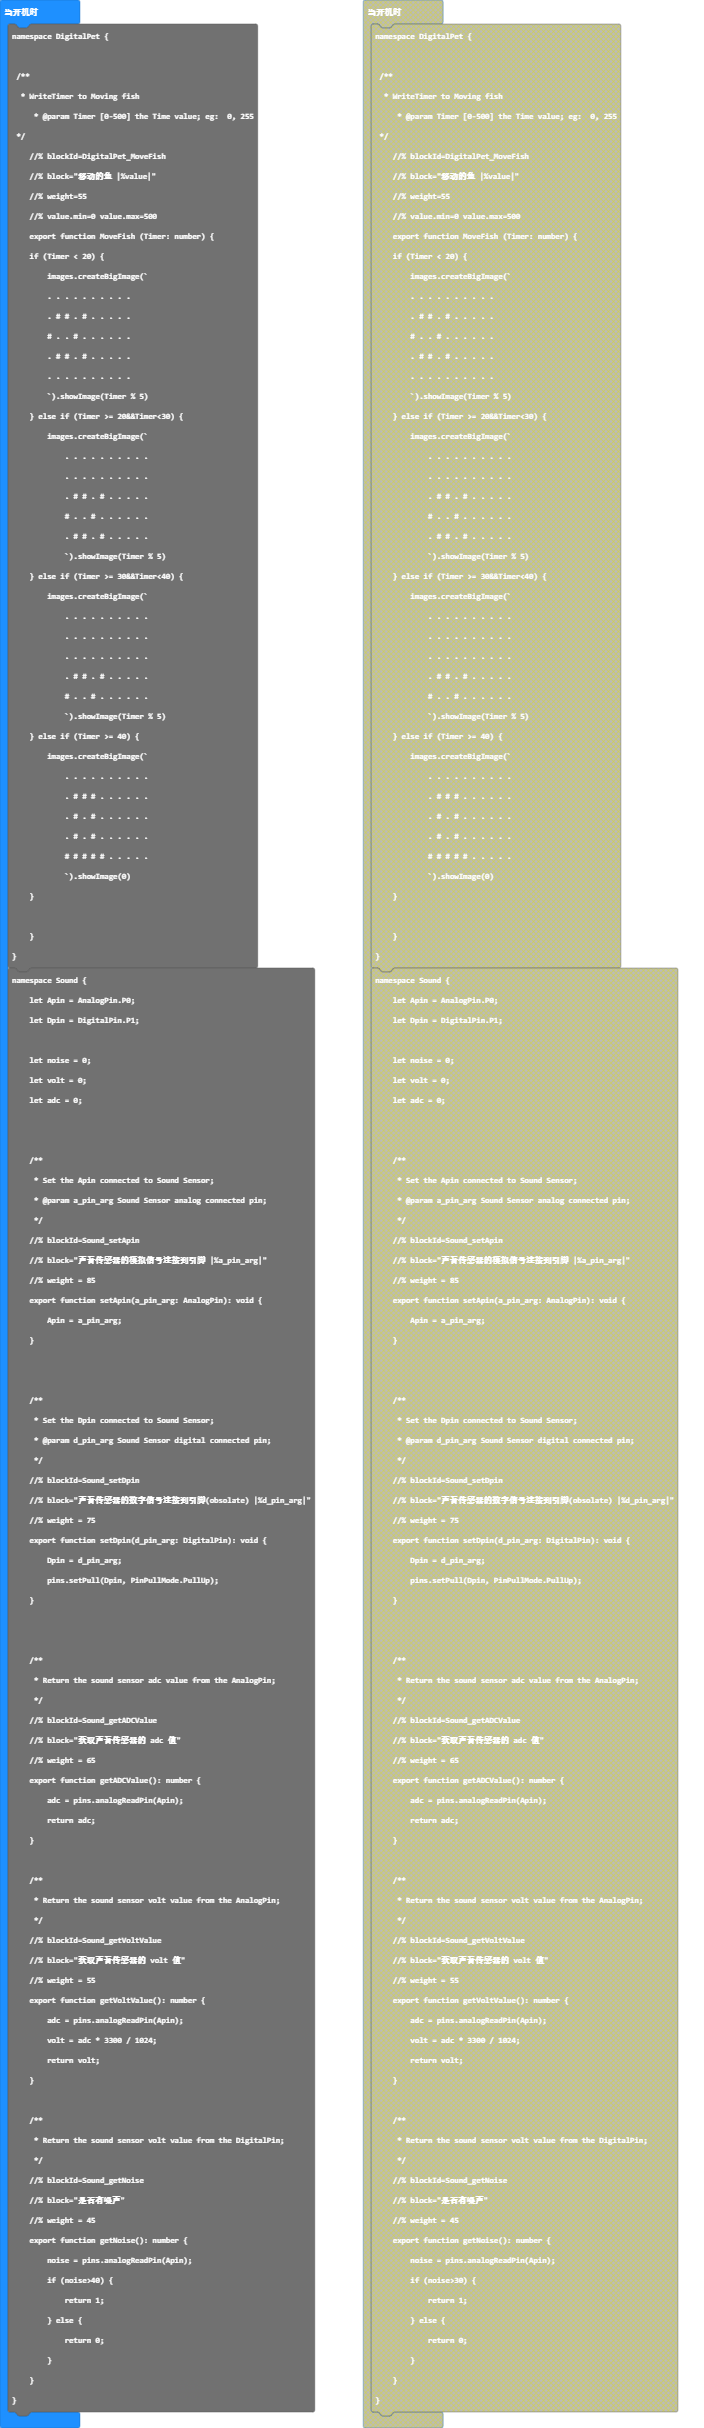 当开机时
namespace DigitalPet {
/**
* WriteTimer to Moving fish
* @param Timer [0-500] the Time value; eg:  0, 255
*/
//% blockId=DigitalPet_MoveFish
//% block="移动的鱼 |%value|"
//% weight=55
//% value.min=0 value.max=500
export function MoveFish (Timer: number) {
if (Timer < 20) {
images.createBigImage(`
. . . . . . . . . .
. # # . # . . . . .
# . . # . . . . . .
. # # . # . . . . .
. . . . . . . . . .
`).showImage(Timer % 5)
} else if (Timer >= 20&&Timer<30) {
images.createBigImage(`
. . . . . . . . . .
. . . . . . . . . .
. # # . # . . . . .
# . . # . . . . . .
. # # . # . . . . .
`).showImage(Timer % 5)
} else if (Timer >= 30&&Timer<40) {
images.createBigImage(`
. . . . . . . . . .
. . . . . . . . . .
. . . . . . . . . .
. # # . # . . . . .
# . . # . . . . . .
`).showImage(Timer % 5)
} else if (Timer >= 40) {
images.createBigImage(`
. . . . . . . . . .
. # # # . . . . . .
. # . # . . . . . .
. # . # . . . . . .
# # # # # . . . . .
`).showImage(0)
}
}
}
namespace Sound {
let Apin = AnalogPin.P0;
let Dpin = DigitalPin.P1;
let noise = 0;
let volt = 0;
let adc = 0;
/**
* Set the Apin connected to Sound Sensor;
* @param a_pin_arg Sound Sensor analog connected pin;
*/
//% blockId=Sound_setApin
//% block="声音传感器的模拟信号连接到引脚 |%a_pin_arg|"
//% weight = 85
export function setApin(a_pin_arg: AnalogPin): void {
Apin = a_pin_arg;
}
/**
* Set the Dpin connected to Sound Sensor;
* @param d_pin_arg Sound Sensor digital connected pin;
*/
//% blockId=Sound_setDpin
//% block="声音传感器的数字信号连接到引脚(obsolate) |%d_pin_arg|"
//% weight = 75
export function setDpin(d_pin_arg: DigitalPin): void {
Dpin = d_pin_arg;
pins.setPull(Dpin, PinPullMode.PullUp);
}
/**
* Return the sound sensor adc value from the AnalogPin;
*/
//% blockId=Sound_getADCValue
//% block="获取声音传感器的 adc 值"
//% weight = 65
export function getADCValue(): number {
adc = pins.analogReadPin(Apin);
return adc;
}
/**
* Return the sound sensor volt value from the AnalogPin;
*/
//% blockId=Sound_getVoltValue
//% block="获取声音传感器的 volt 值"
//% weight = 55
export function getVoltValue(): number {
adc = pins.analogReadPin(Apin);
volt = adc * 3300 / 1024;
return volt;
}
/**
* Return the sound sensor volt value from the DigitalPin;
*/
//% blockId=Sound_getNoise
//% block="是否有噪声"
//% weight = 45
export function getNoise(): number {
noise = pins.analogReadPin(Apin);
if (noise>40) {
return 1;
} else {
return 0;
}
}
}
当开机时
namespace DigitalPet {
/**
* WriteTimer to Moving fish
* @param Timer [0-500] the Time value; eg:  0, 255
*/
//% blockId=DigitalPet_MoveFish
//% block="移动的鱼 |%value|"
//% weight=55
//% value.min=0 value.max=500
export function MoveFish (Timer: number) {
if (Timer < 20) {
images.createBigImage(`
. . . . . . . . . .
. # # . # . . . . .
# . . # . . . . . .
. # # . # . . . . .
. . . . . . . . . .
`).showImage(Timer % 5)
} else if (Timer >= 20&&Timer<30) {
images.createBigImage(`
. . . . . . . . . .
. . . . . . . . . .
. # # . # . . . . .
# . . # . . . . . .
. # # . # . . . . .
`).showImage(Timer % 5)
} else if (Timer >= 30&&Timer<40) {
images.createBigImage(`
. . . . . . . . . .
. . . . . . . . . .
. . . . . . . . . .
. # # . # . . . . .
# . . # . . . . . .
`).showImage(Timer % 5)
} else if (Timer >= 40) {
images.createBigImage(`
. . . . . . . . . .
. # # # . . . . . .
. # . # . . . . . .
. # . # . . . . . .
# # # # # . . . . .
`).showImage(0)
}
}
}
namespace Sound {
let Apin = AnalogPin.P0;
let Dpin = DigitalPin.P1;
let noise = 0;
let volt = 0;
let adc = 0;
/**
* Set the Apin connected to Sound Sensor;
* @param a_pin_arg Sound Sensor analog connected pin;
*/
//% blockId=Sound_setApin
//% block="声音传感器的模拟信号连接到引脚 |%a_pin_arg|"
//% weight = 85
export function setApin(a_pin_arg: AnalogPin): void {
Apin = a_pin_arg;
}
/**
* Set the Dpin connected to Sound Sensor;
* @param d_pin_arg Sound Sensor digital connected pin;
*/
//% blockId=Sound_setDpin
//% block="声音传感器的数字信号连接到引脚(obsolate) |%d_pin_arg|"
//% weight = 75
export function setDpin(d_pin_arg: DigitalPin): void {
Dpin = d_pin_arg;
pins.setPull(Dpin, PinPullMode.PullUp);
}
/**
* Return the sound sensor adc value from the AnalogPin;
*/
//% blockId=Sound_getADCValue
//% block="获取声音传感器的 adc 值"
//% weight = 65
export function getADCValue(): number {
adc = pins.analogReadPin(Apin);
return adc;
}
/**
* Return the sound sensor volt value from the AnalogPin;
*/
//% blockId=Sound_getVoltValue
//% block="获取声音传感器的 volt 值"
//% weight = 55
export function getVoltValue(): number {
adc = pins.analogReadPin(Apin);
volt = adc * 3300 / 1024;
return volt;
}
/**
* Return the sound sensor volt value from the DigitalPin;
*/
//% blockId=Sound_getNoise
//% block="是否有噪声"
//% weight = 45
export function getNoise(): number {
noise = pins.analogReadPin(Apin);
if (noise>30) {
return 1;
} else {
return 0;
}
}
}